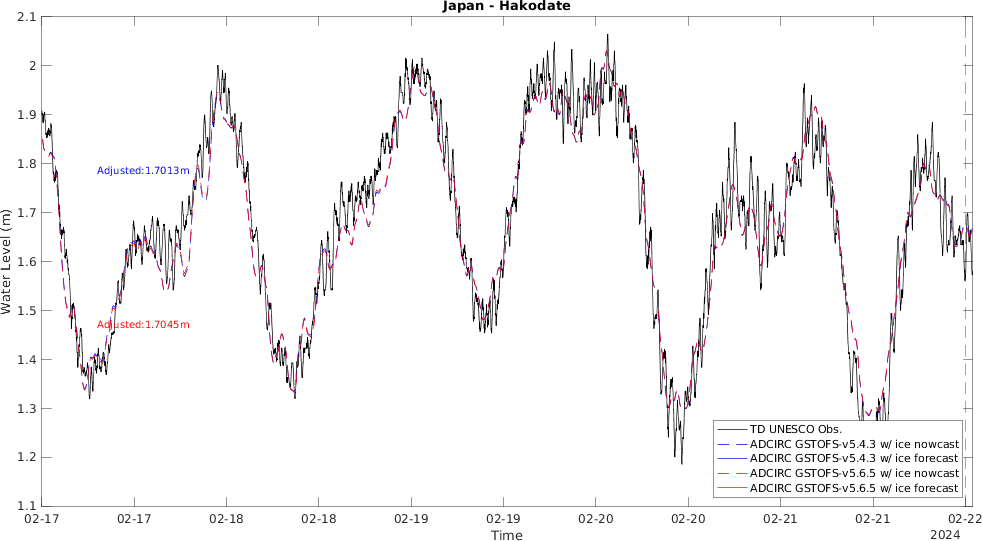 Japan - Hakodate
2.1
2
1.9
1.8
1.7
1.6
1.5
1.4
1.3
1.2
1.1
Water Level (m)
Adjusted:1.7013m
Adjusted:1.7045m
TD UNESCO Obs.
ADCIRC GSTOFS-v5.4.3 w/ ice nowcast
ADCIRC GSTOFS-v5.4.3 w/ ice forecast
ADCIRC GSTOFS-v5.6.5 w/ ice nowcast
ADCIRC GSTOFS-v5.6.5 w/ ice forecast
02-17 02-17 02-18 02-18 02-19 02-19 02-20 02-20 02-21 02-21 02-22
Time
2024